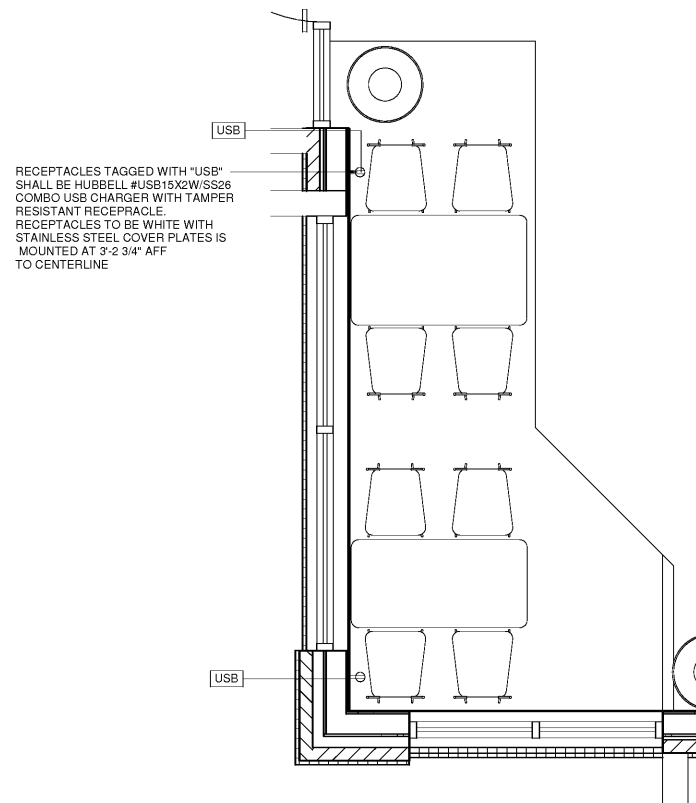 USB
RECEPTACLES TAGGED WITH "USB"
SHALL BE HUBBELL #USB15X2W/SS26
COMBO USB CHARGER WITH TAMPER
RESISTANT RECEPRACLE.
RECEPTACLES TO BE WHITE WITH
STAINLESS STEEL COVER PLATES IS
MOUNTED AT 3'-2 3/4" AFF
TO CENTERLINE
USB